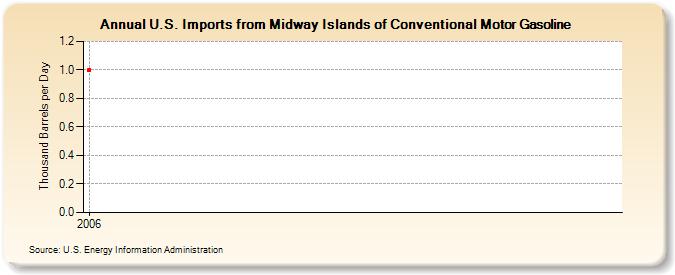 Annual U.S. Imports from Midway Islands of Conventional Motor Gasoline
Thousand Barrels per Day
1.2
1.0
0.8
0.6
0.4
0.2
0.0
2006
Source: U.S. Energy Information Administration